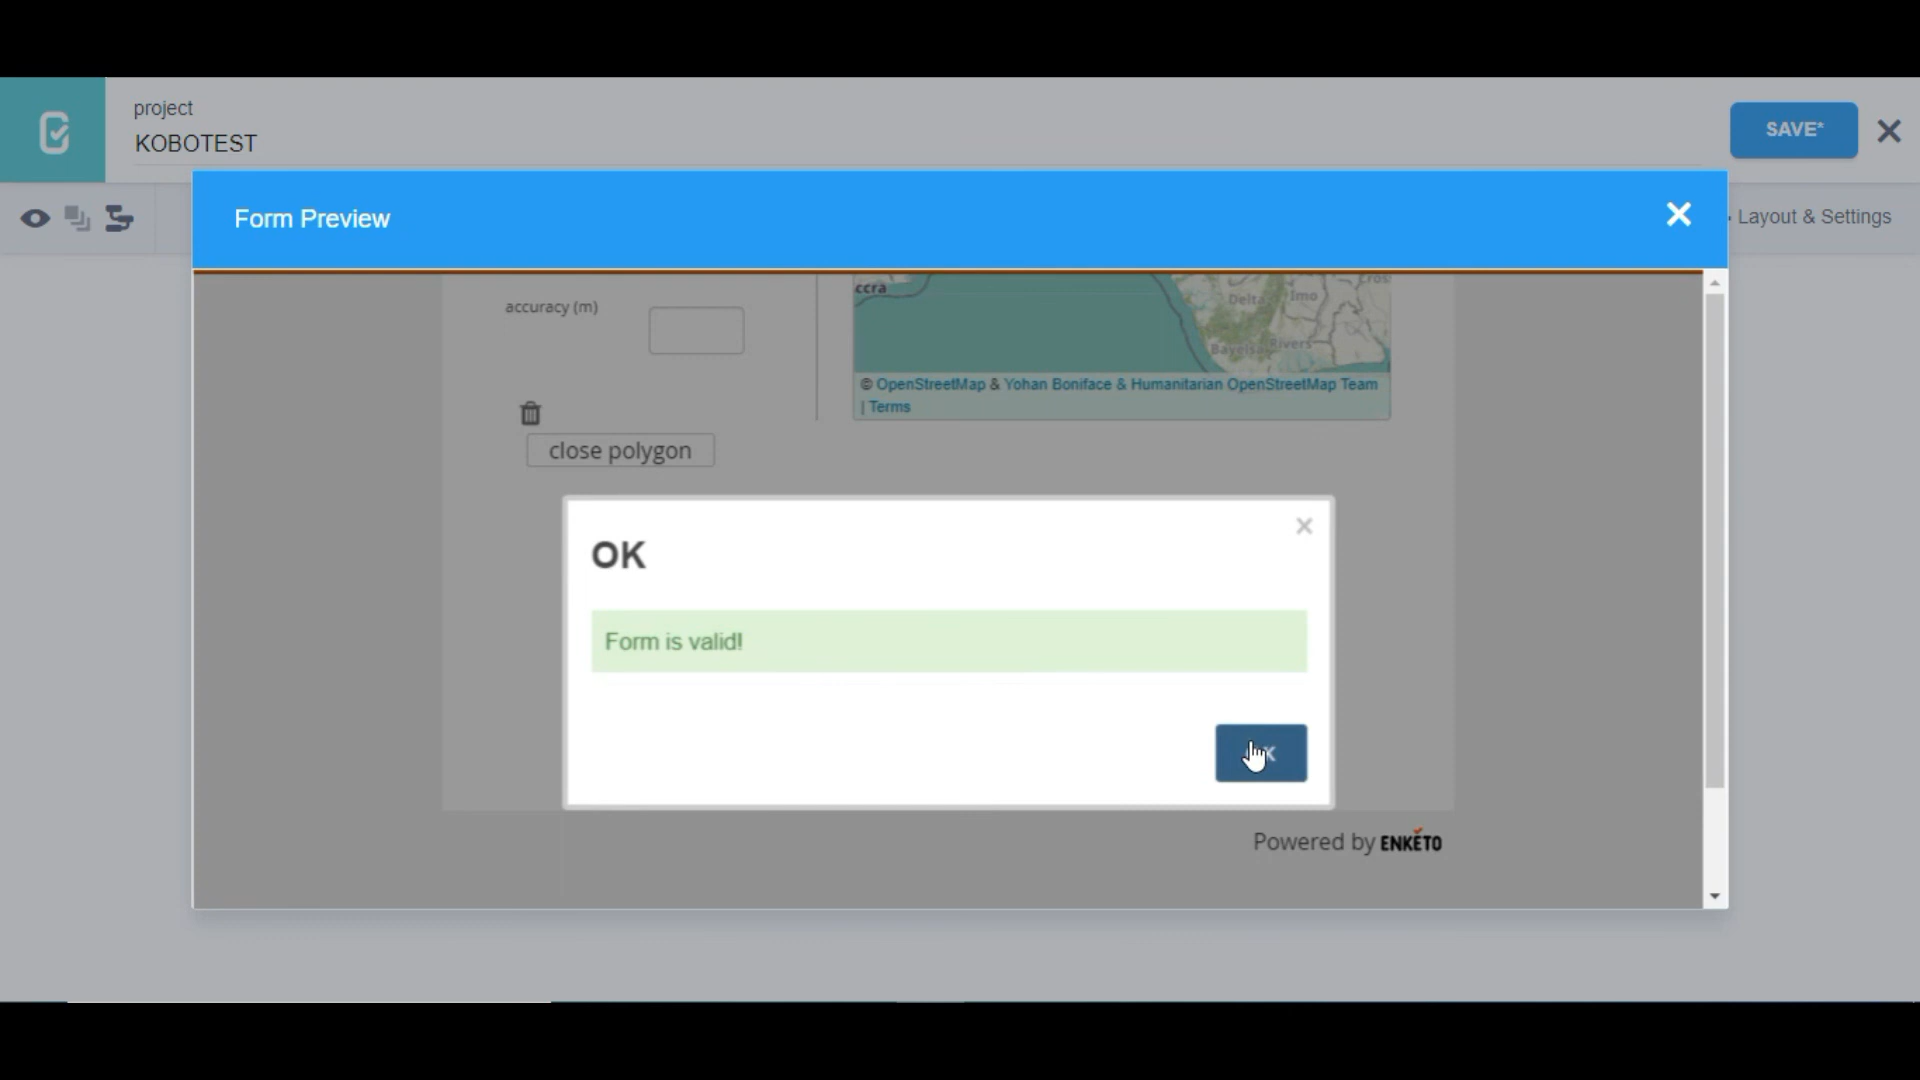 project
KOBOTEST
SAVE*
Form Preview
Layout & Settings
accuracy (m)
ccra
Delta
Imo
Cros
Bayelsa
Rivers
© OpenStreetMap & Yohan Boniface & Humanitarian OpenStreetMap Team
| Terms
close polygon
OK
Form is valid!
Powered by ENKETO